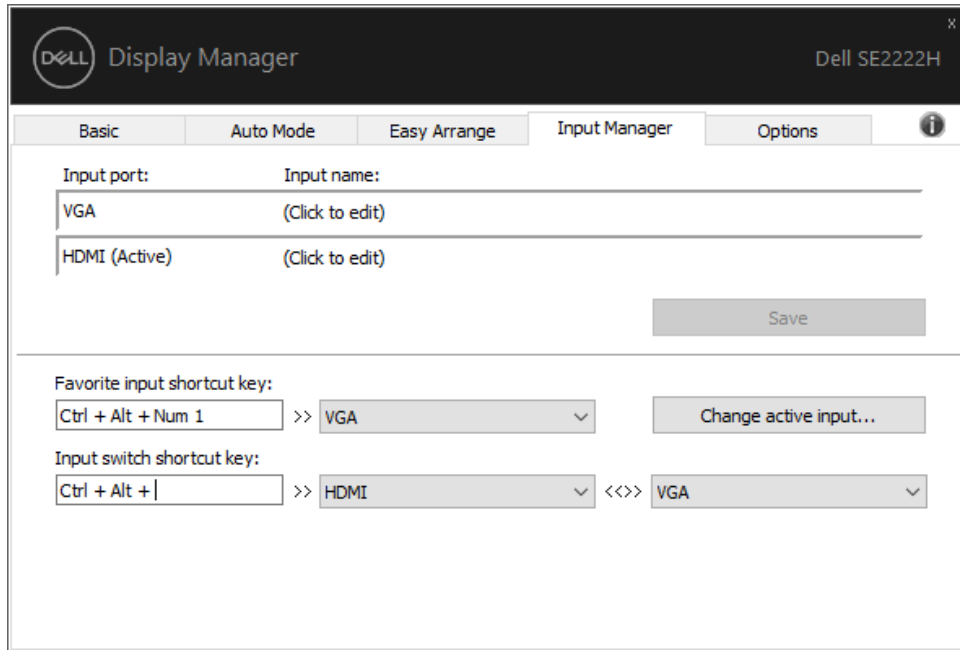 x
DELL Display Manager Dell SE2222H
Basic Auto Mode Easy Arrange Input Manager Options i
Input port: Input name:
VGA (Click to edit)
HDMI (Active) (Click to edit)
Save
Favorite input shortcut key:
Ctrl + Alt + Num 1 >> VGA Change active input...
Input switch shortcut key:
Ctrl + Alt + >> HDMI <<>> VGA